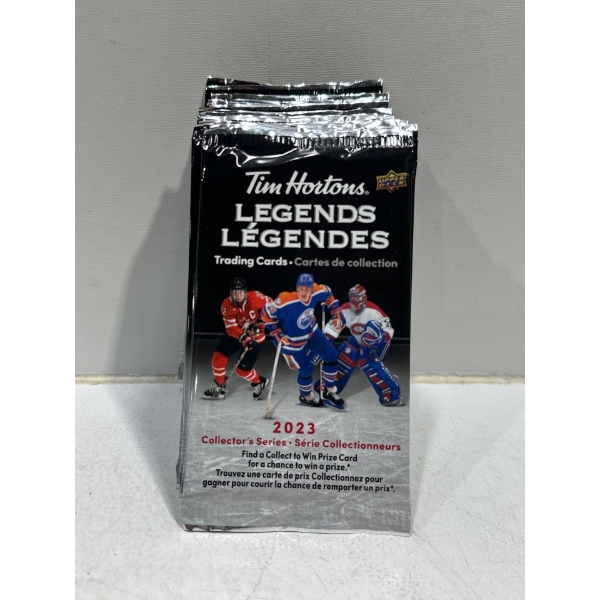 Tim Hortons®
UPPER DECK
LEGENDS
LÉGENDES
Trading Cards • Cartes de collection
2023
Collector's Series • Série Collectionneurs
Find a Collect to Win Prize Card
for a chance to win a prize.*
Trouvez une carte de prix Collectionnez pour
gagner pour courir la chance de remporter un prix*.